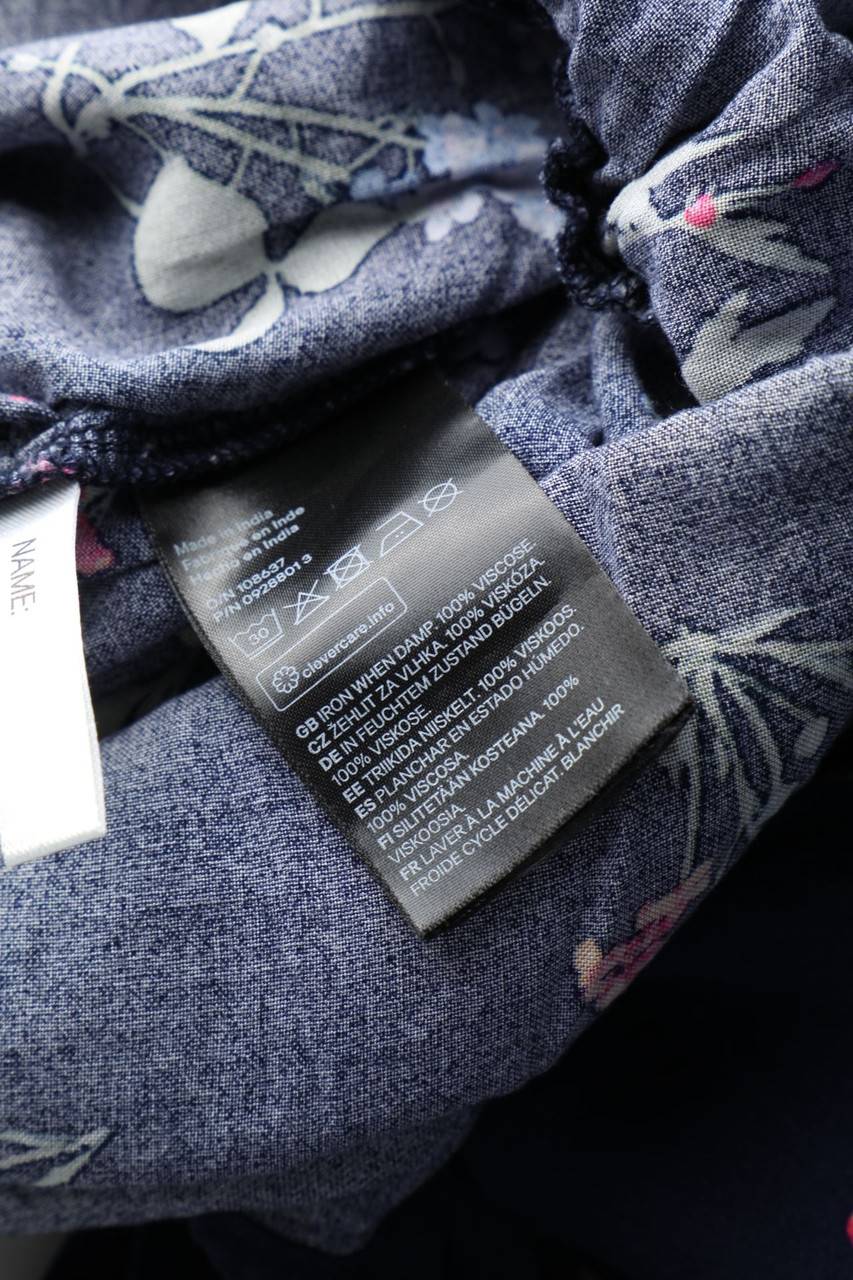 NAME:
Made in India
Fabriqué en Inde
Hecho en India
O/N 108637
P/N 0928801 3
30
clevercare.info
GB IRON WHEN DAMP. 100% VISCOSE.
CZ ŽEHLIT ZA VLHKA. 100% VISKÓZA.
DE IN FEUCHTEM ZUSTAND BÜGELN.
100% VISKOSE
EE TRIIKIDA NIISKELT. 100% VISKOOS.
ES PLANCHAR EN ESTADO HÚMEDO.
100% VISCOSA.
FI SILITETÄÄN KOSTEANA. 100%
VISKOOSIA.
FR LAVER À LA MACHINE À L'EAU
FROIDE CYCLE DÉLICAT. BLANCHIR